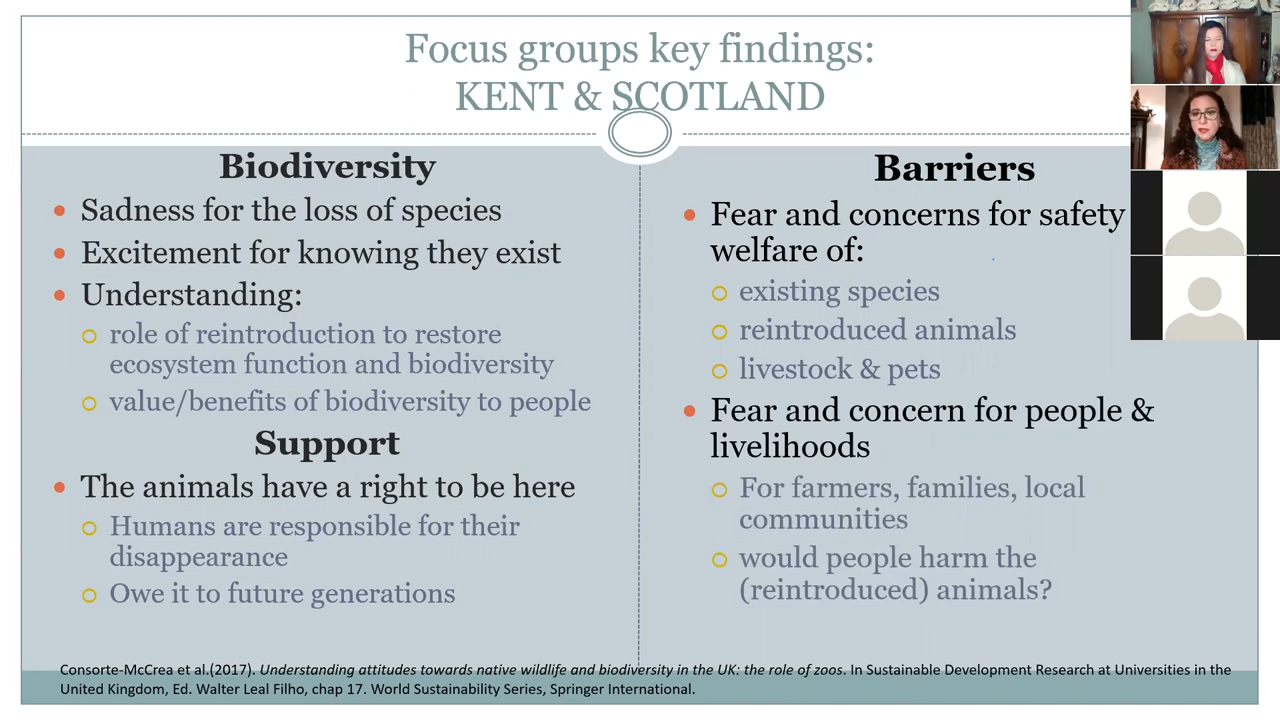 Focus groups key findings:
KENT & SCOTLAND
Biodiversity
Sadness for the loss of species
Excitement for knowing they exist
Understanding:
role of reintroduction to restore
ecosystem function and biodiversity
value/benefits of biodiversity to people
Support
The animals have a right to be here
Humans are responsible for their
disappearance
Owe it to future generations
Barriers
Fear and concerns for safety
welfare of:
existing species
reintroduced animals
livestock & pets
Fear and concern for people &
livelihoods
For farmers, families, local
communities
would people harm the
(reintroduced) animals?
Consorte-McCrea et al.(2017). Understanding attitudes towards native wildlife and biodiversity in the UK: the role of zoos. In Sustainable Development Research at Universities in the
United Kingdom, Ed. Walter Leal Filho, chap 17. World Sustainability Series, Springer International.